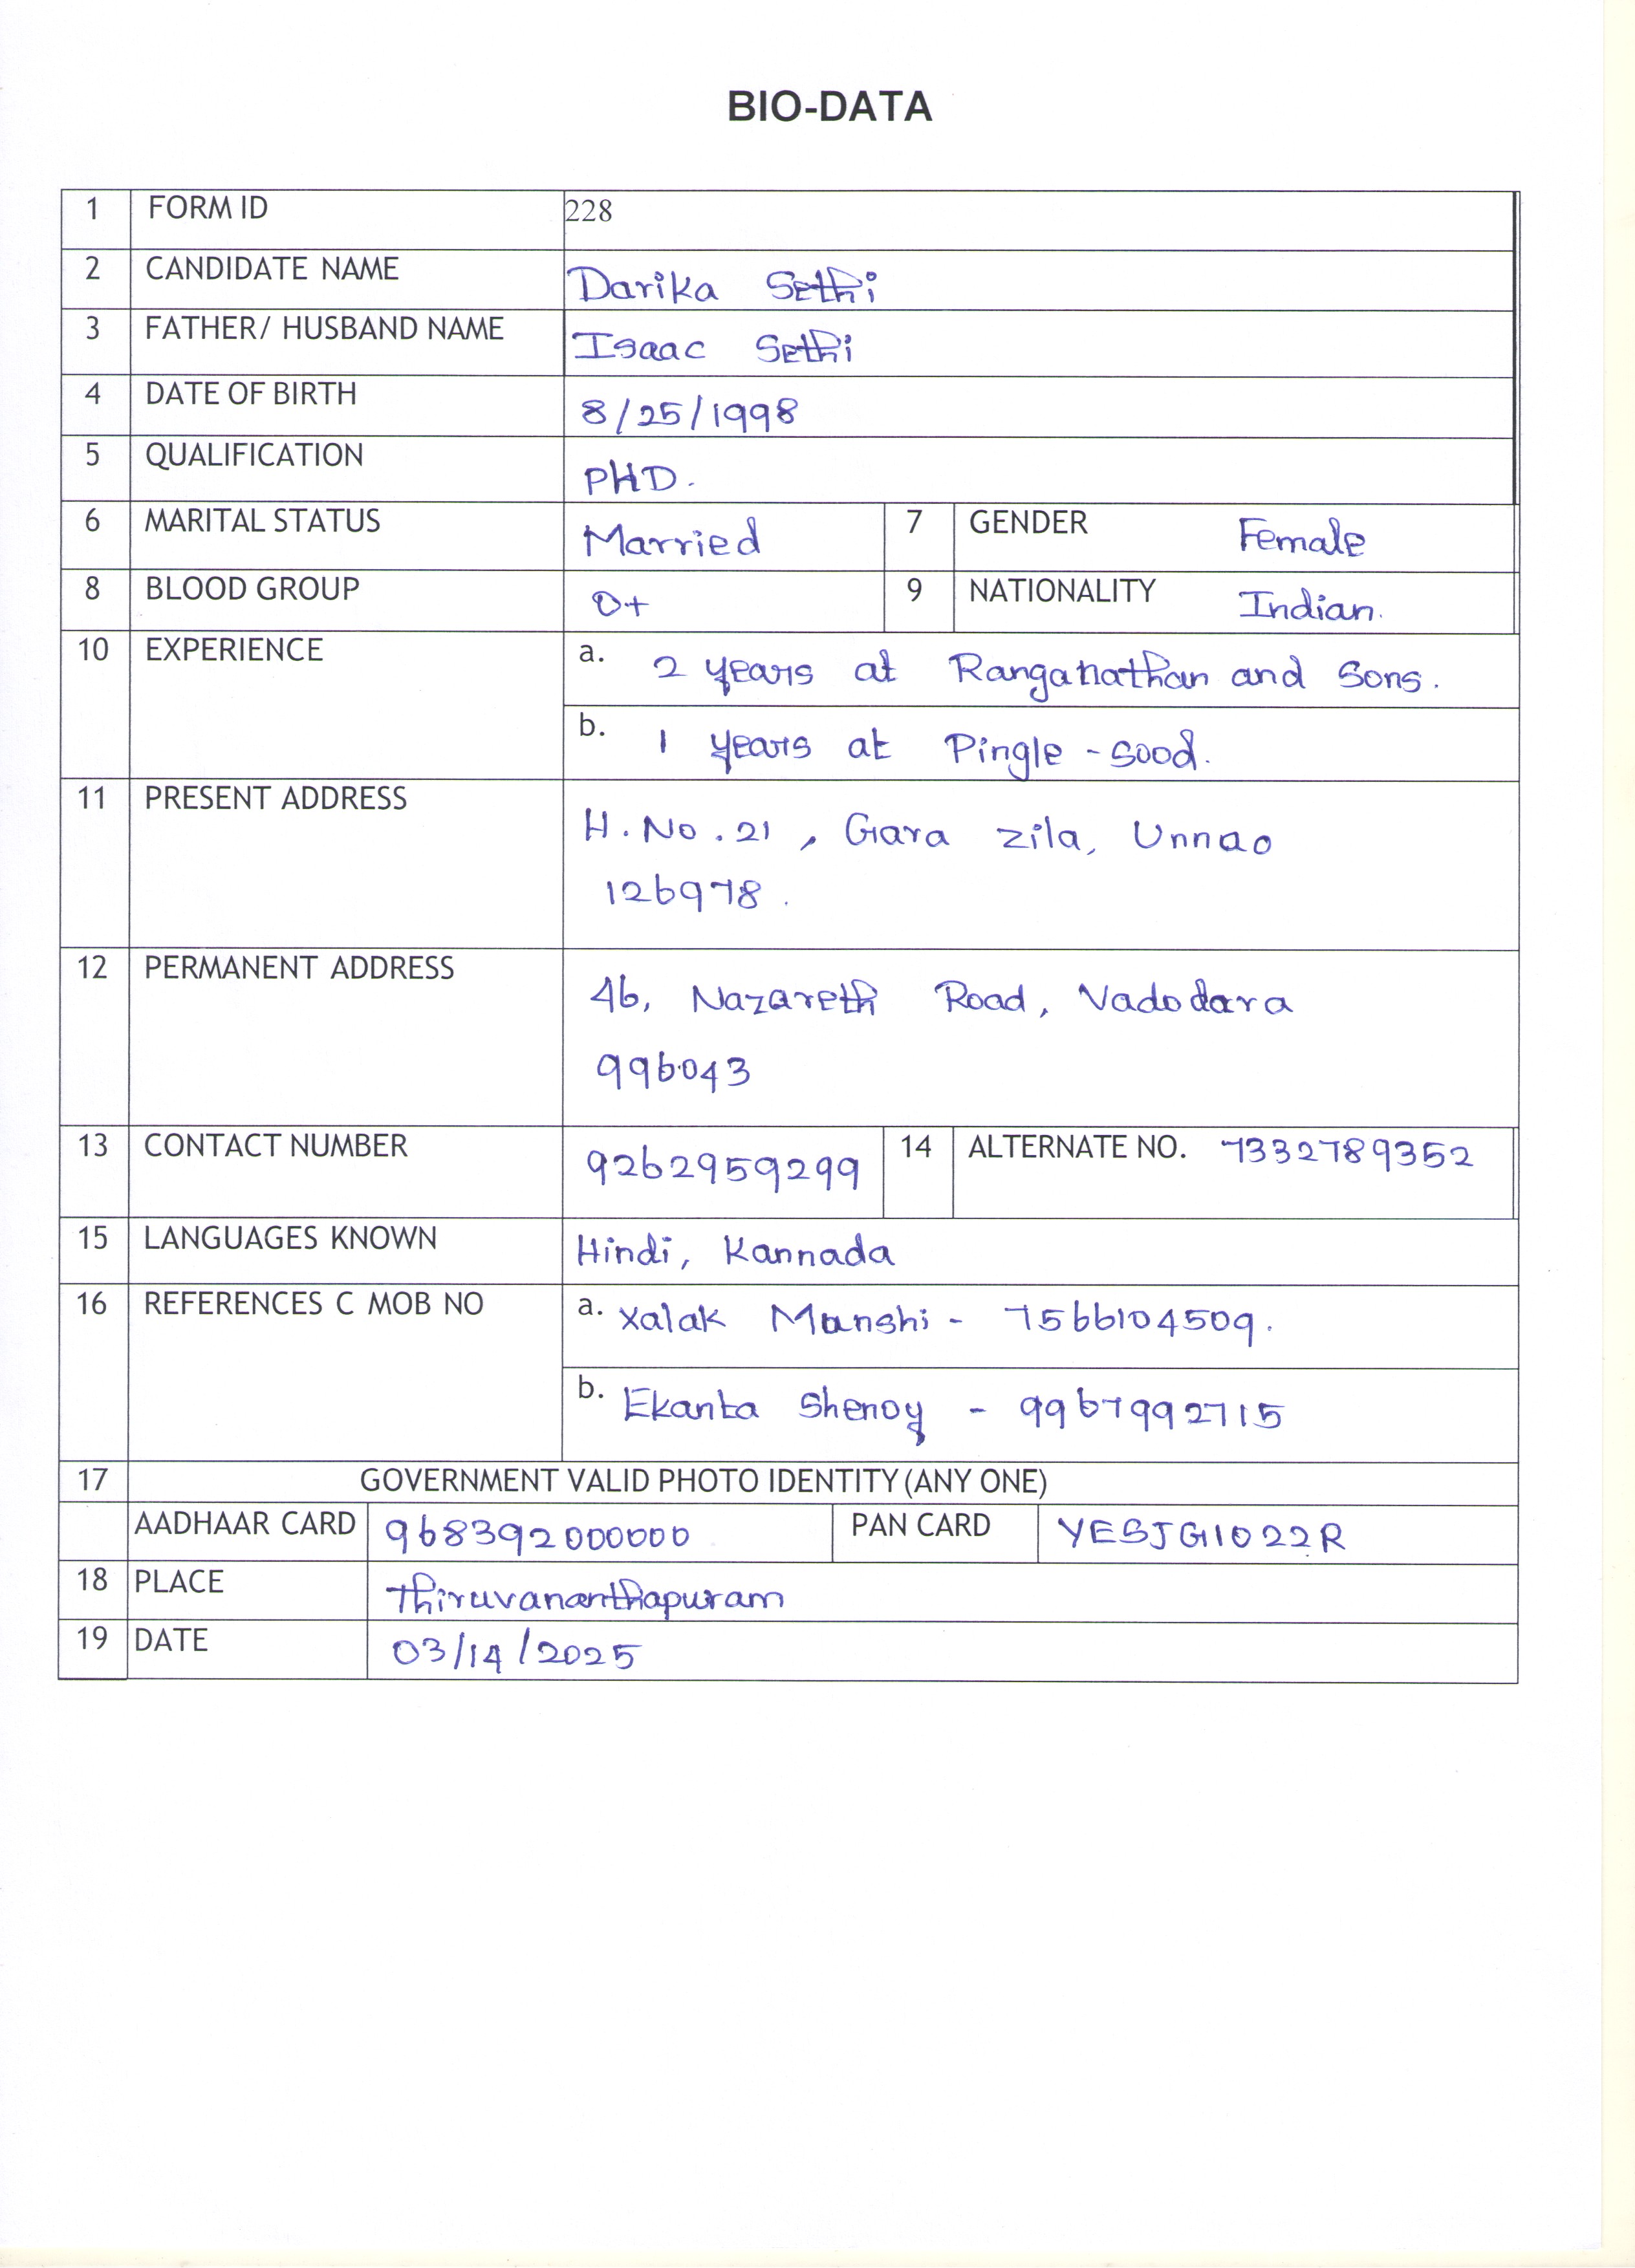 BIO-DATA
1 FORM ID 228
2 CANDIDATE NAME Darika Sethi
3 FATHER/ HUSBAND NAME Isaac Sethi
4 DATE OF BIRTH 8/25/1998
5 QUALIFICATION PHD.
6 MARITAL STATUS Married 7 GENDER Female
8 BLOOD GROUP O+ 9 NATIONALITY Indian.
10 EXPERIENCE a. 2 years at Ranganathan and Sons.
b. 1 years at Pingle - Sood.
11 PRESENT ADDRESS H. No. 21, Gara Zila, Unnao
126978.
12 PERMANENT ADDRESS 46, Nazareth Road, Vadodara
996043
13 CONTACT NUMBER 9262959299 14 ALTERNATE NO. 7332789352
15 LANGUAGES KNOWN Hindi, Kannada
16 REFERENCES C MOB NO a. Xalak Munshi - 7566104509.
b. Ekanta Shenoy - 9967992715
17 GOVERNMENT VALID PHOTO IDENTITY (ANY ONE)
AADHAAR CARD 968392000000 PAN CARD YESJG1022R
18 PLACE Thiruvananthapuram
19 DATE 03/14/2025